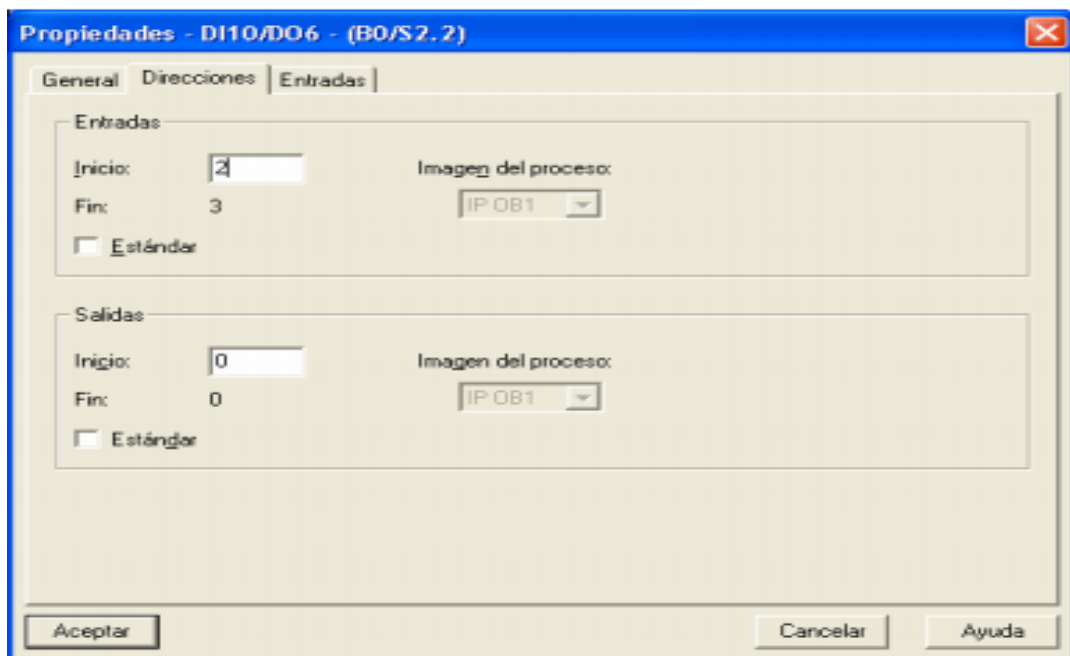 Propiedades - DI10/DO6 - (B0/S2.2)
General Direcciones Entradas
Entradas
Inicio: 2 Imagen del proceso:
Fin: 3 IP OB1
Estándar
Salidas
Inicio: 0 Imagen del proceso:
Fin: 0 IP OB1
Estándar
Aceptar Cancelar Ayuda